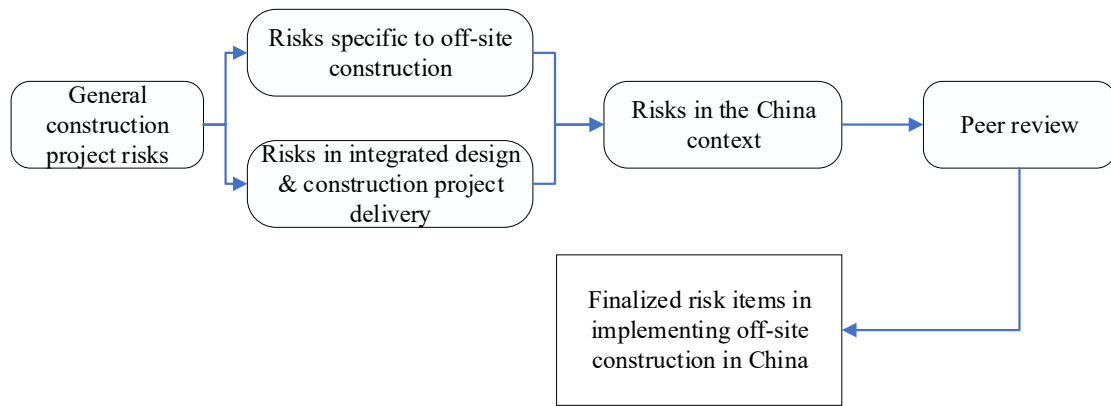 General
construction
project risks
Risks specific to off-site
construction
Risks in integrated design
& construction project
delivery
Risks in the China
context
Peer review
Finalized risk items in
implementing off-site
construction in China